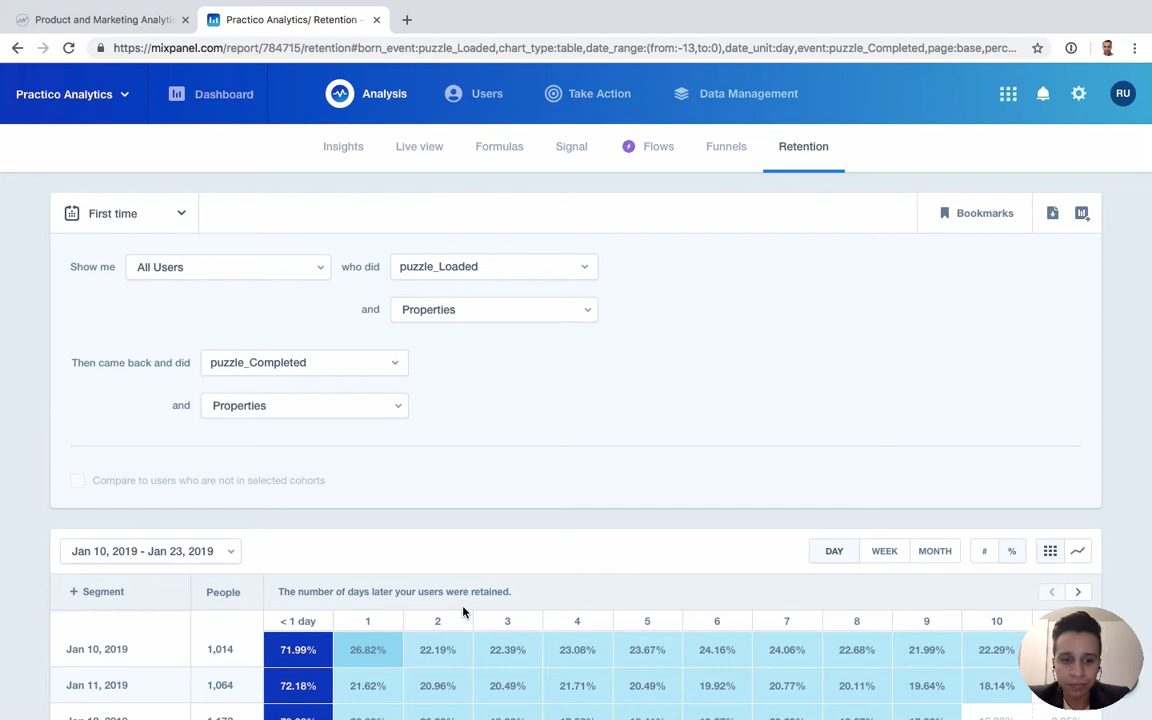 Product and Marketing Analytic
Practico Analytics/ Retention -
https://mixpanel.com/report/784715/retention#born_event:puzzle_Loaded,chart_type:table,date_range:(from:-13,to:0),date_unit:day,event:puzzle_Completed,page:base,perc...
Practico Analytics
Dashboard
Analysis
Users
Take Action
Data Management
RU
Insights
Live view
Formulas
Signal
Flows
Funnels
Retention
First time
Bookmarks
Show me All Users who did puzzle_Loaded
and Properties
Then came back and did puzzle_Completed
and Properties
Compare to users who are not in selected cohorts
Jan 10, 2019 - Jan 23, 2019
DAY WEEK MONTH # %
+ Segment People The number of days later your users were retained.
< 1 day 1 2 3 4 5 6 7 8 9 10
Jan 10, 2019 1,014 71.99% 26.82% 22.19% 22.39% 23.08% 23.67% 24.16% 24.06% 22.68% 21.99% 22.29%
Jan 11, 2019 1,064 72.18% 21.62% 20.96% 20.49% 21.71% 20.49% 19.92% 20.77% 20.11% 19.64% 18.14%